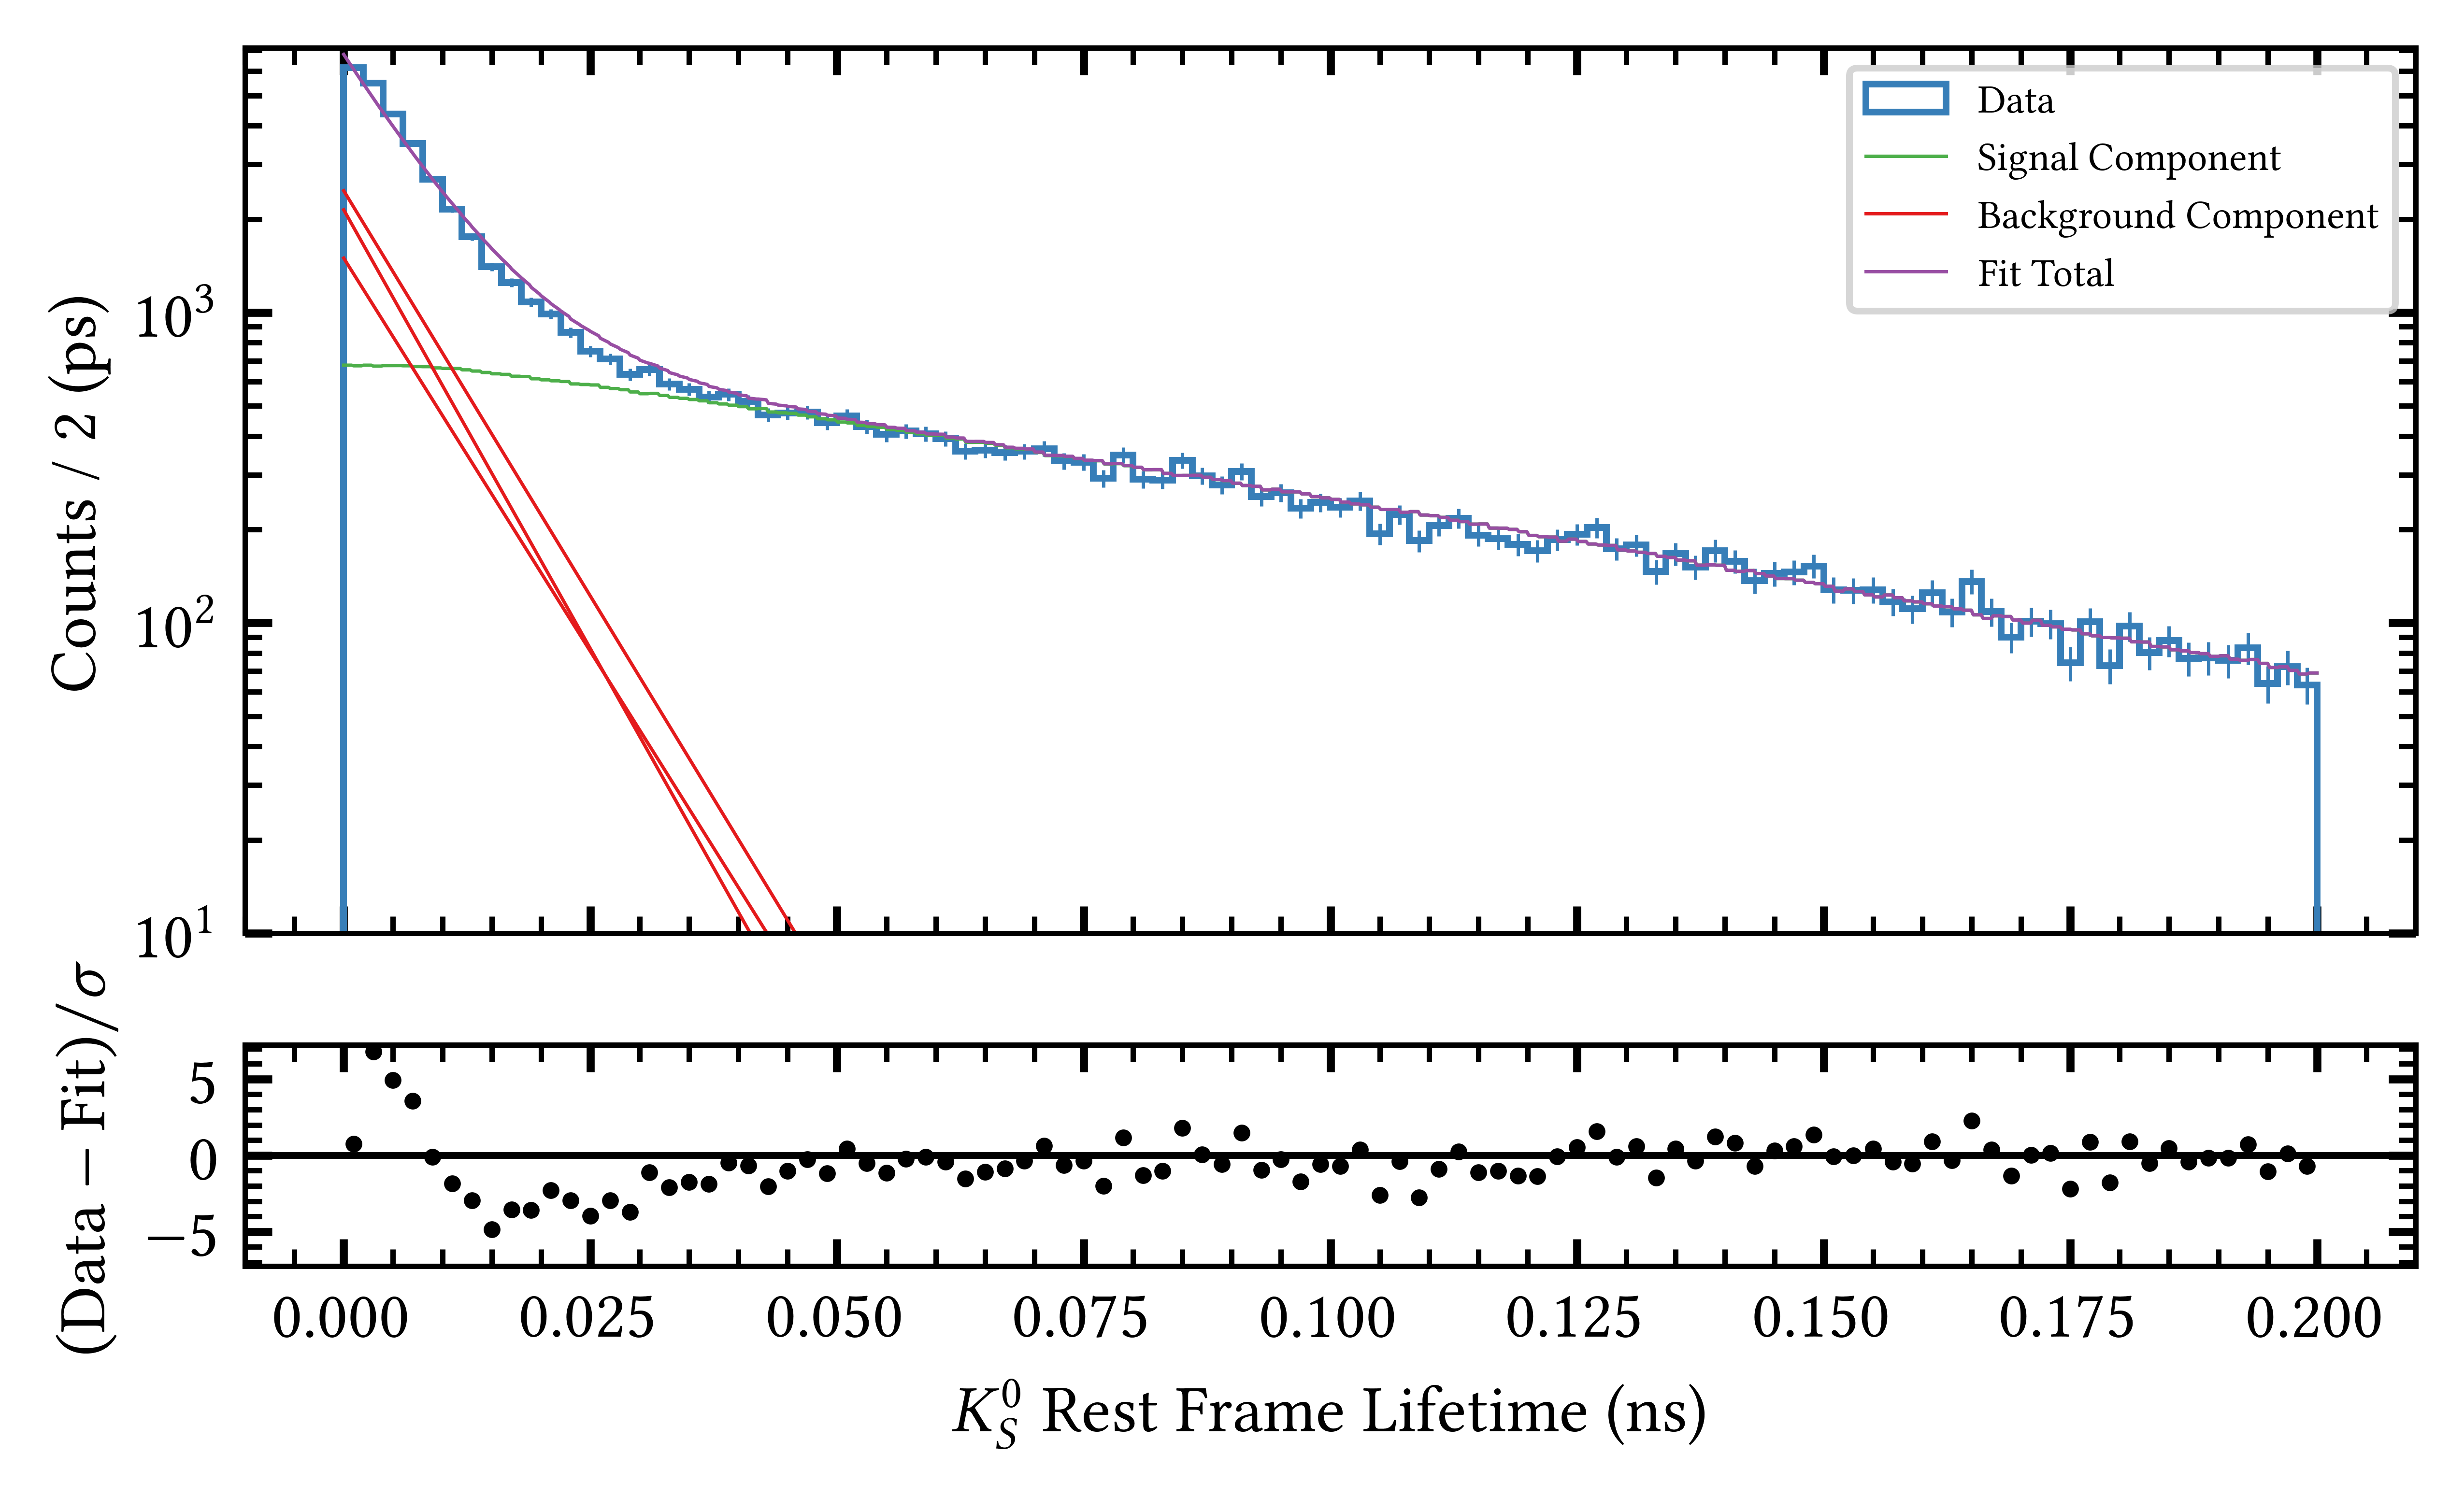 Counts / 2 (ps)
10³
10²
10¹
Data
Signal Component
Background Component
Fit Total
(Data − Fit)/σ
5
0
−5
0.000 0.025 0.050 0.075 0.100 0.125 0.150 0.175 0.200
K⁰_S Rest Frame Lifetime (ns)